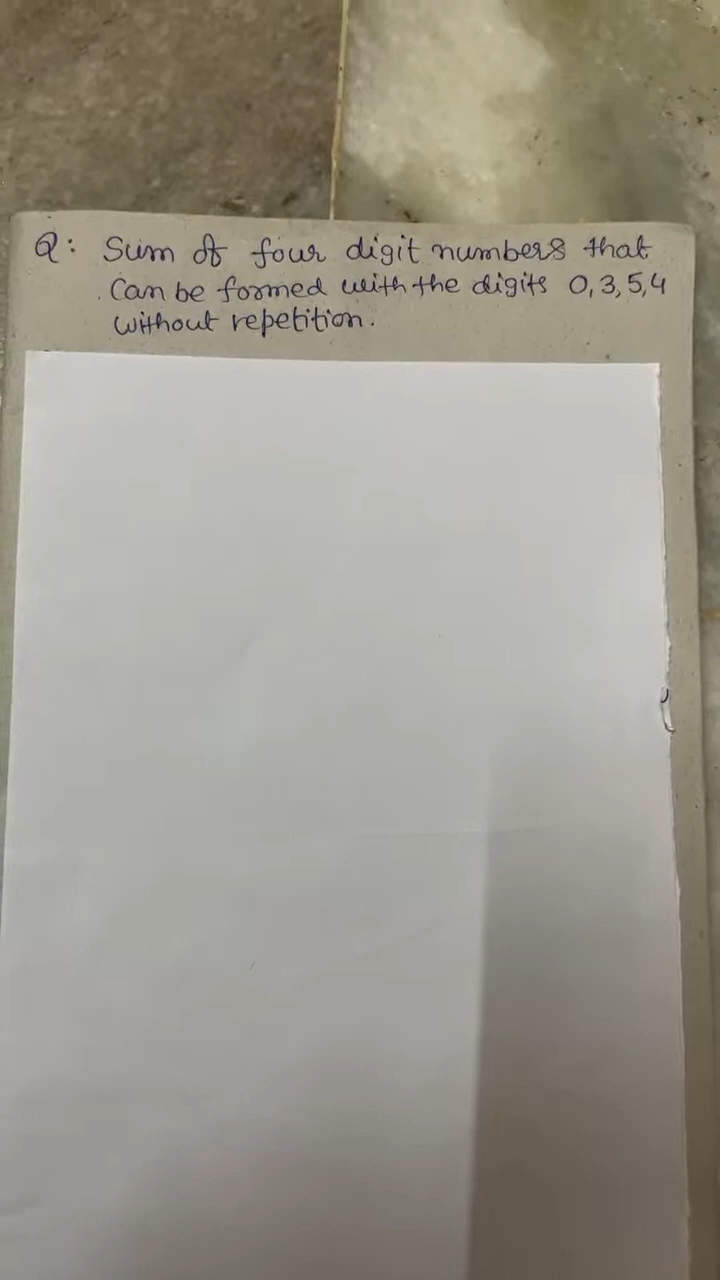 Q: Sum of four digit numbers that
can be formed with the digits 0,3,5,4
without repetition.